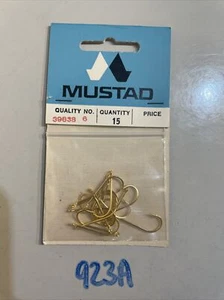 MUSTAD
QUALITY NO. QUANTITY PRICE
39638 6 15
923A